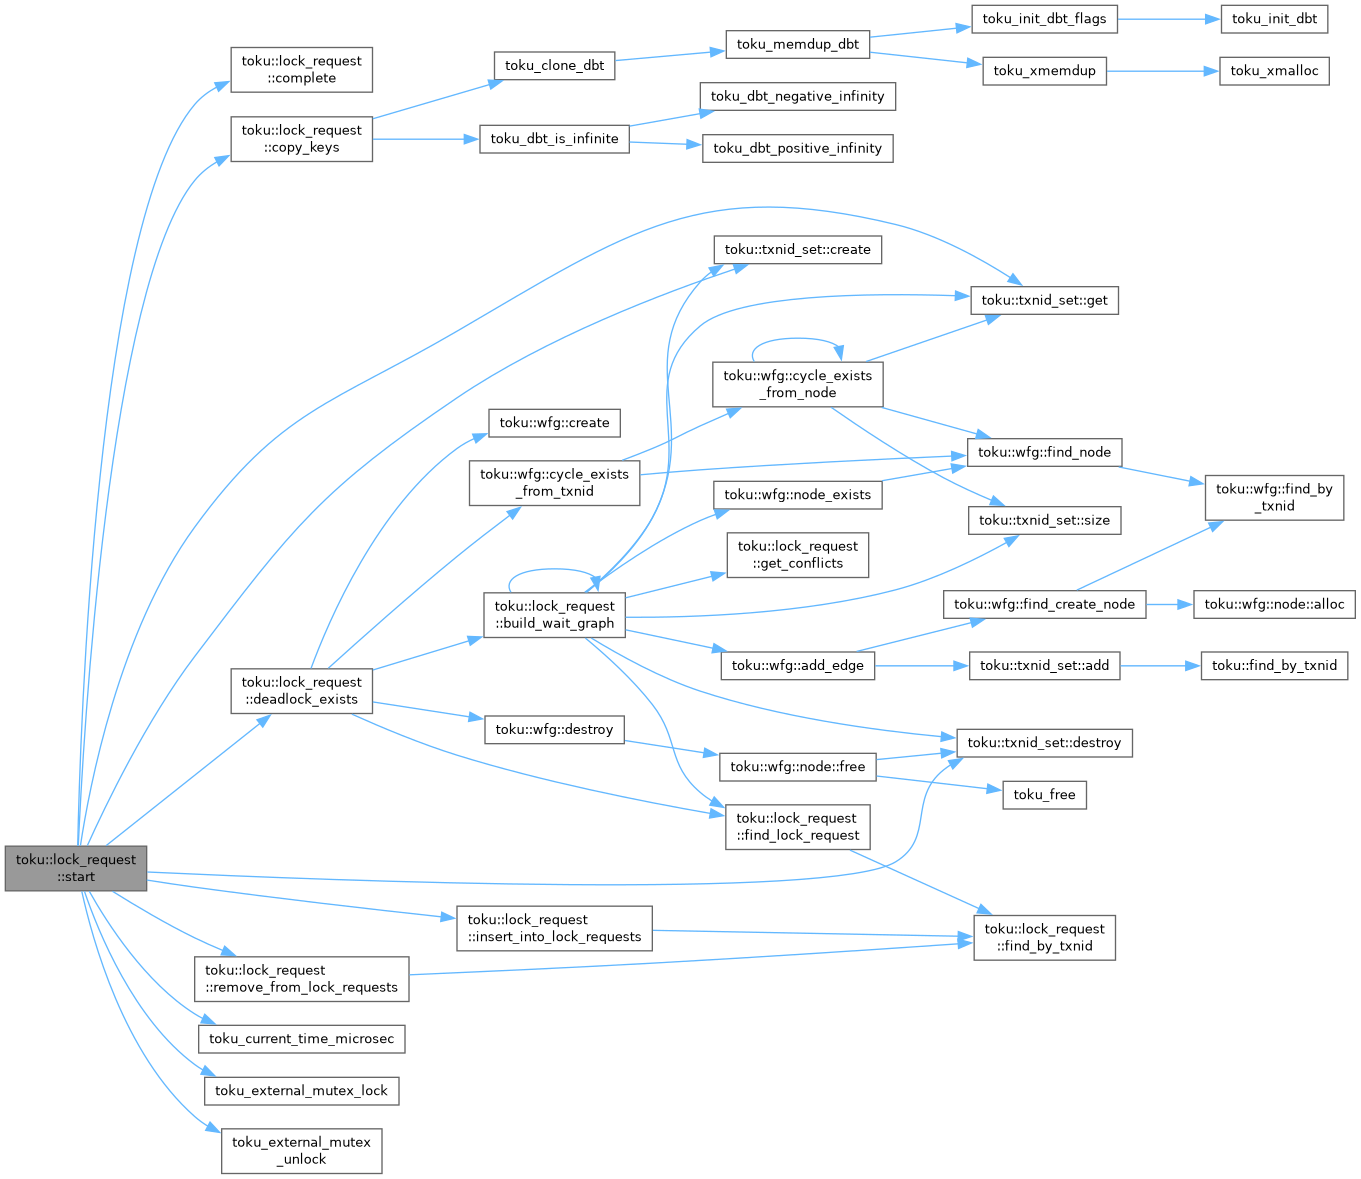 toku::lock_request
::start
toku::lock_request
::complete
toku::lock_request
::copy_keys
toku_clone_dbt
toku_memdup_dbt
toku_init_dbt_flags
toku_init_dbt
toku_xmemdup
toku_xmalloc
toku_dbt_is_infinite
toku_dbt_negative_infinity
toku_dbt_positive_infinity
toku::txnid_set::create
toku::txnid_set::get
toku::wfg::cycle_exists
_from_node
toku::wfg::create
toku::wfg::cycle_exists
_from_txnid
toku::wfg::find_node
toku::wfg::find_by
_txnid
toku::wfg::node_exists
toku::txnid_set::size
toku::lock_request
::get_conflicts
toku::lock_request
::build_wait_graph
toku::wfg::find_create_node
toku::wfg::node::alloc
toku::wfg::add_edge
toku::txnid_set::add
toku::find_by_txnid
toku::lock_request
::deadlock_exists
toku::wfg::destroy
toku::txnid_set::destroy
toku::wfg::node::free
toku_free
toku::lock_request
::find_lock_request
toku::lock_request
::insert_into_lock_requests
toku::lock_request
::find_by_txnid
toku::lock_request
::remove_from_lock_requests
toku_current_time_microsec
toku_external_mutex_lock
toku_external_mutex
_unlock